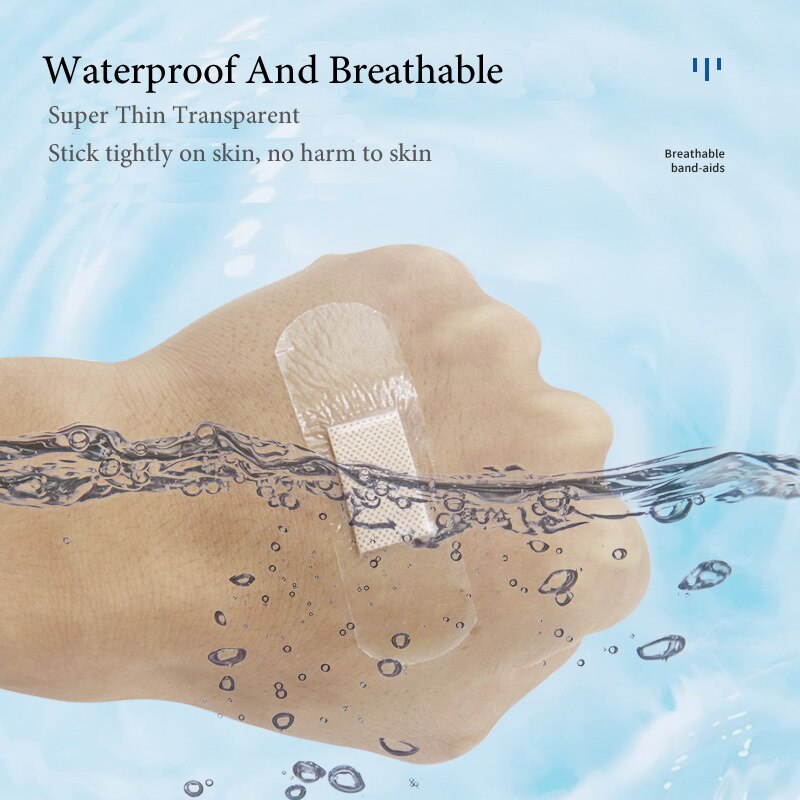 Waterproof And Breathable
Super Thin Transparent
Stick tightly on skin, no harm to skin
Breathable
band-aids